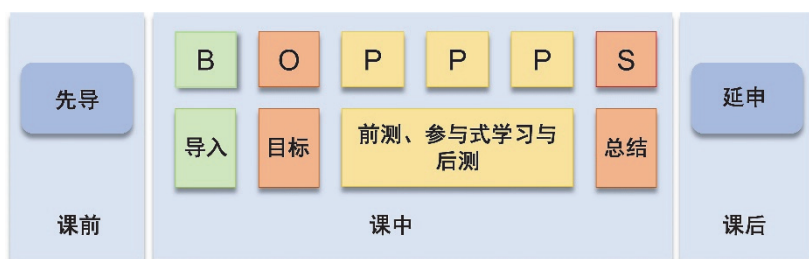 B O P P P S
先导
延申
导入 目标 前测、参与式学习与
后测 总结
课前 课中 课后